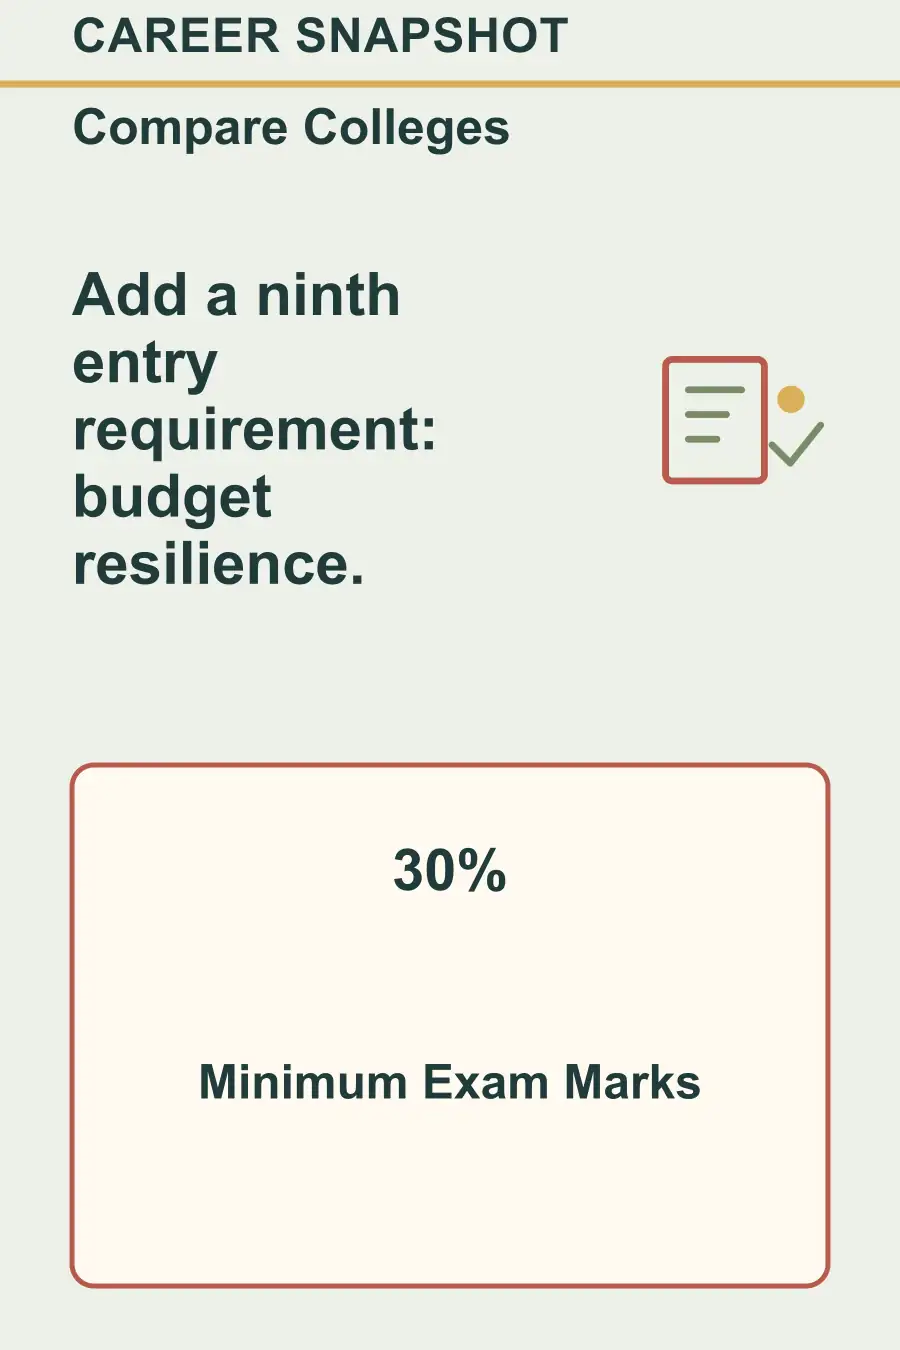 CAREER SNAPSHOT
Compare Colleges
Add a ninth
entry
requirement:
budget
resilience.
30%
Minimum Exam Marks